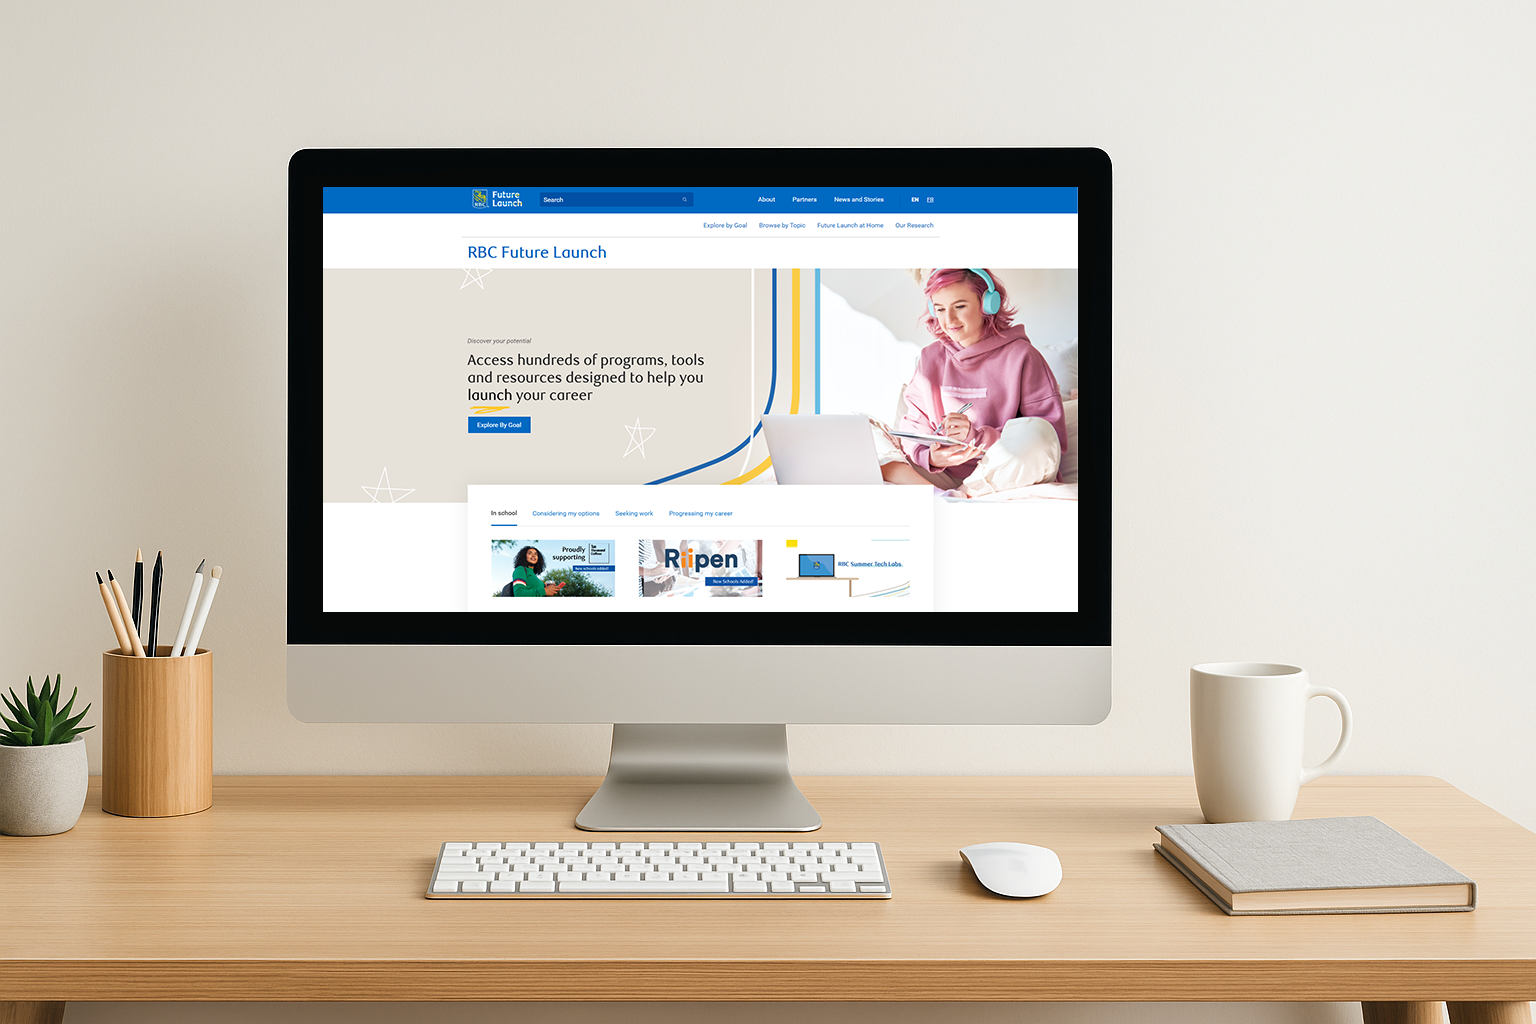 RBC
Future
Launch
Search
About
Partners
News and Stories
EN
FR
Explore by Goal
Browse by Topic
Future Launch at Home
Our Research
RBC Future Launch
Discover your potential
Access hundreds of programs, tools
and resources designed to help you
launch your career
Explore By Goal
In school
Considering my options
Seeking work
Progressing my career
Proudly
supporting
Ten
Thousand
Coffees
New schools added!
Riipen
New Schools Added!
RBC Summer Tech Labs.